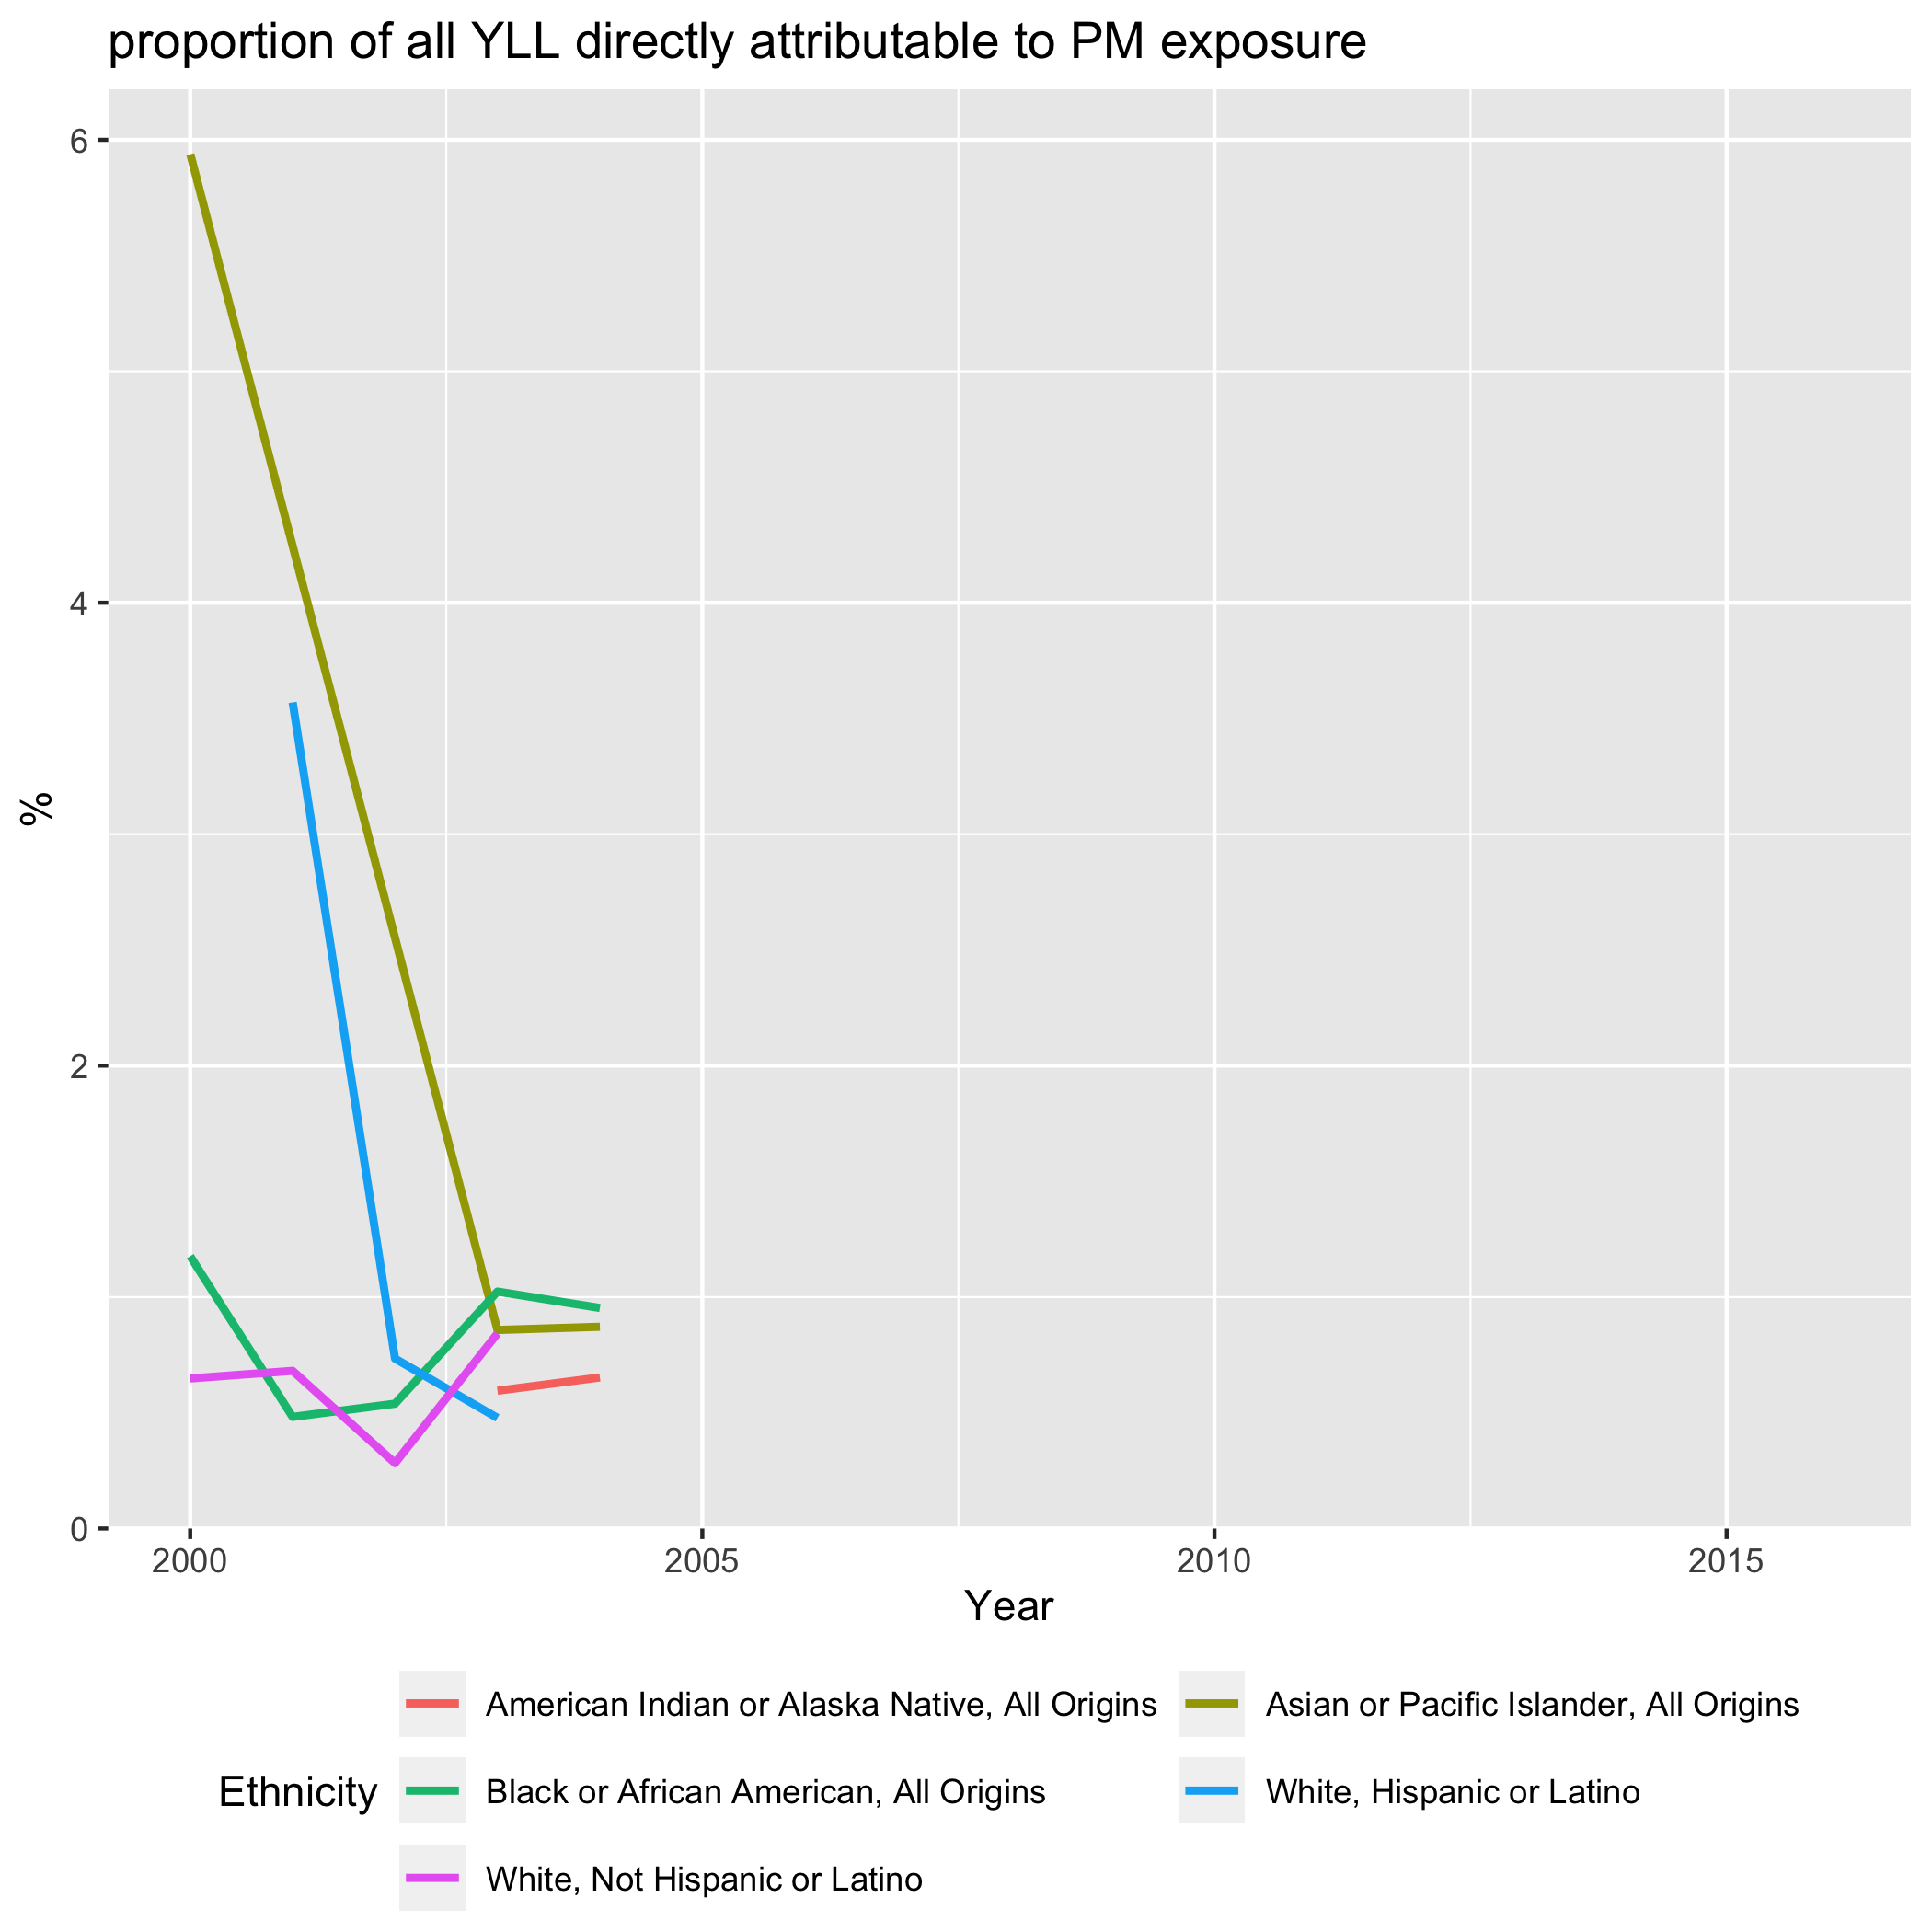 proportion of all YLL directly attributable to PM exposure
6
4
2
0
%
2000 2005 2010 2015
Year
Ethnicity
American Indian or Alaska Native, All Origins
Asian or Pacific Islander, All Origins
Black or African American, All Origins
White, Hispanic or Latino
White, Not Hispanic or Latino